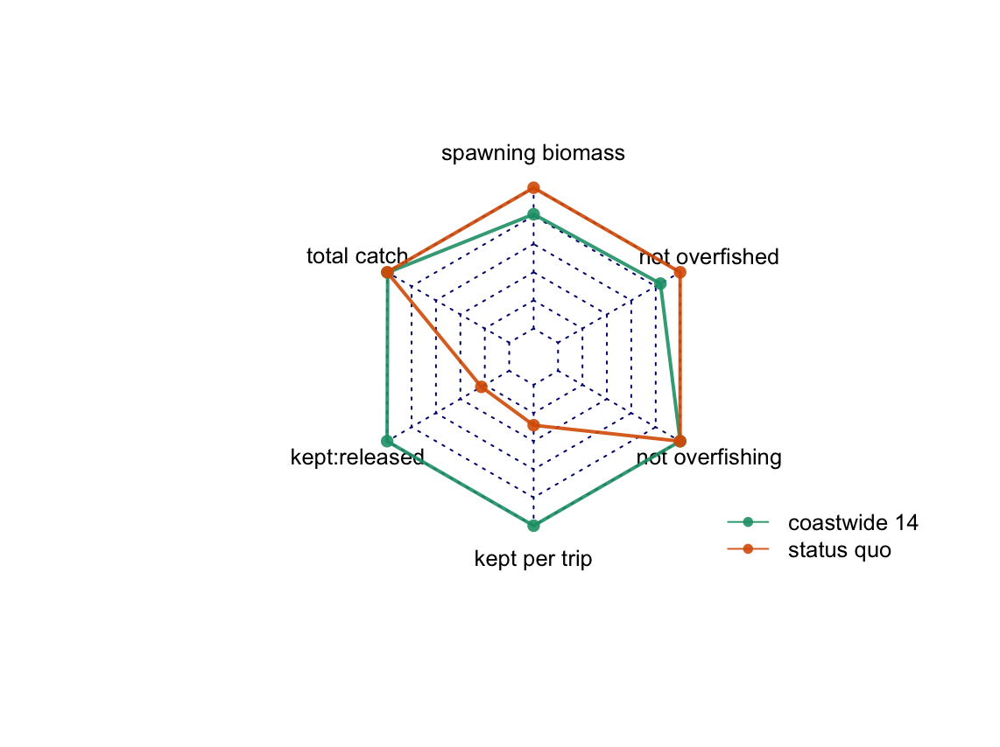 spawning biomass
total catch
not overfished
kept:released
not overfishing
kept per trip
coastwide 14
status quo